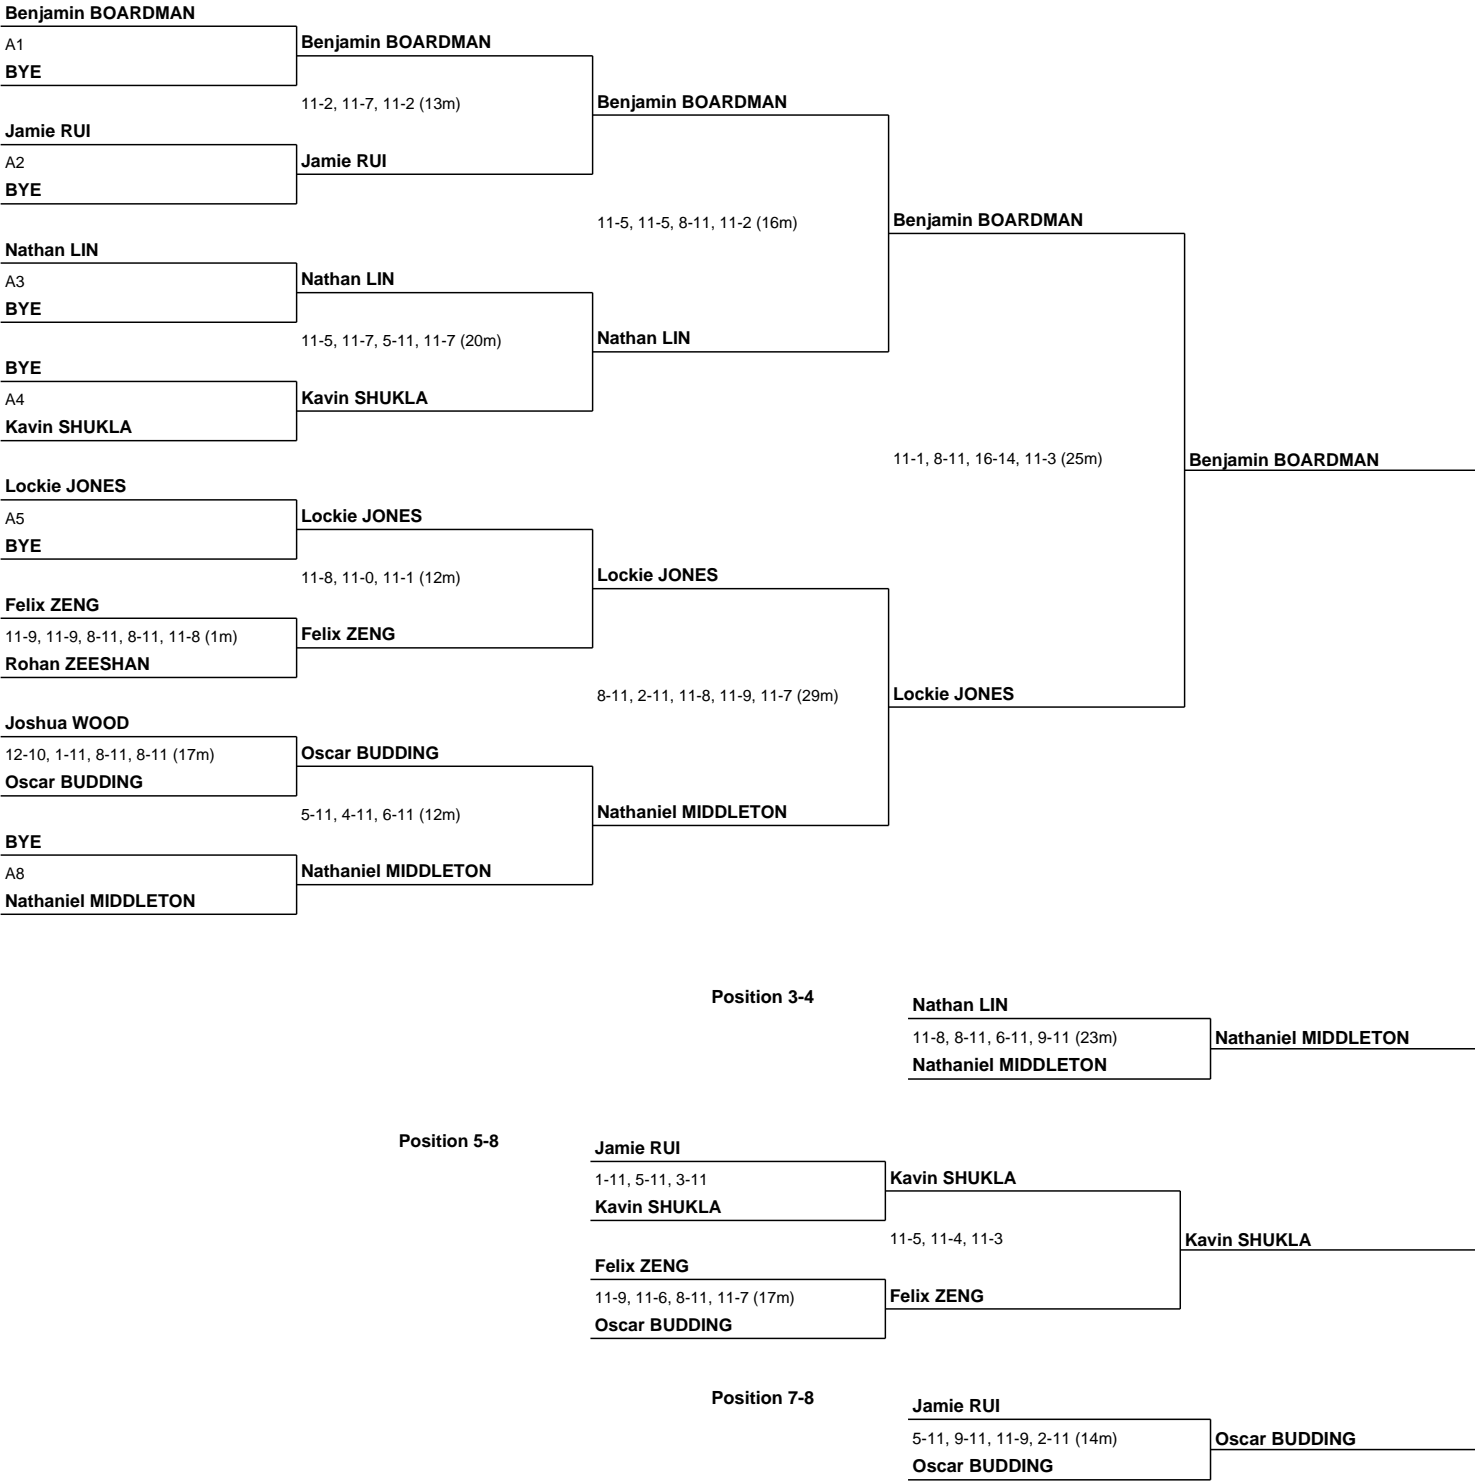 Benjamin BOARDMAN
A1
BYE
Benjamin BOARDMAN
11-2, 11-7, 11-2 (13m)
Benjamin BOARDMAN
Jamie RUI
A2
BYE
Jamie RUI
11-5, 11-5, 8-11, 11-2 (16m)
Benjamin BOARDMAN
Nathan LIN
A3
BYE
Nathan LIN
11-5, 11-7, 5-11, 11-7 (20m)
Nathan LIN
BYE
A4
Kavin SHUKLA
Kavin SHUKLA
11-1, 8-11, 16-14, 11-3 (25m)
Benjamin BOARDMAN
Lockie JONES
A5
BYE
Lockie JONES
11-8, 11-0, 11-1 (12m)
Lockie JONES
Felix ZENG
11-9, 11-9, 8-11, 8-11, 11-8 (1m)
Rohan ZEESHAN
Felix ZENG
8-11, 2-11, 11-8, 11-9, 11-7 (29m)
Lockie JONES
Joshua WOOD
12-10, 1-11, 8-11, 8-11 (17m)
Oscar BUDDING
Oscar BUDDING
5-11, 4-11, 6-11 (12m)
Nathaniel MIDDLETON
BYE
A8
Nathaniel MIDDLETON
Nathaniel MIDDLETON
Position 3-4
Nathan LIN
11-8, 8-11, 6-11, 9-11 (23m)
Nathaniel MIDDLETON
Nathaniel MIDDLETON
Position 5-8
Jamie RUI
1-11, 5-11, 3-11
Kavin SHUKLA
Kavin SHUKLA
11-5, 11-4, 11-3
Kavin SHUKLA
Felix ZENG
11-9, 11-6, 8-11, 11-7 (17m)
Oscar BUDDING
Felix ZENG
Position 7-8
Jamie RUI
5-11, 9-11, 11-9, 2-11 (14m)
Oscar BUDDING
Oscar BUDDING